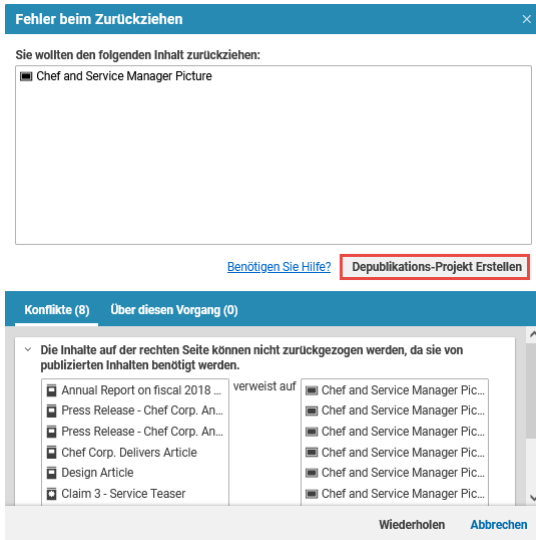 Fehler beim Zurückziehen
Sie wollten den folgenden Inhalt zurückziehen:
Chef and Service Manager Picture
Benötigen Sie Hilfe? Depublikations-Projekt Erstellen
Konflikte (8) Über diesen Vorgang (0)
Die Inhalte auf der rechten Seite können nicht zurückgezogen werden, da sie von
publizierten Inhalten benötigt werden.
Annual Report on fiscal 2018 ... verweist auf Chef and Service Manager Pic...
Press Release - Chef Corp. An... Chef and Service Manager Pic...
Press Release - Chef Corp. An... Chef and Service Manager Pic...
Chef Corp. Delivers Article Chef and Service Manager Pic...
Design Article Chef and Service Manager Pic...
Claim 3 - Service Teaser Chef and Service Manager Pic...
Wiederholen Abbrechen